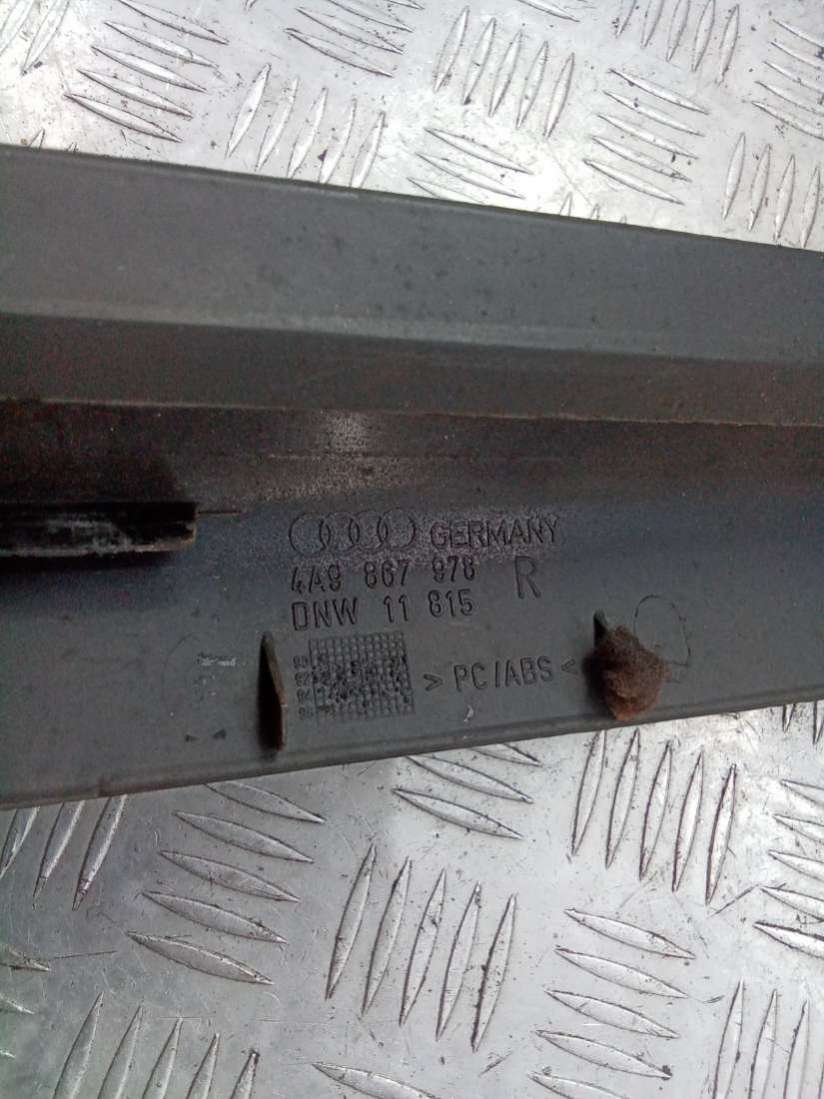 GERMANY
4A9 867 978 R
DNW 11 815
> PC/ABS <